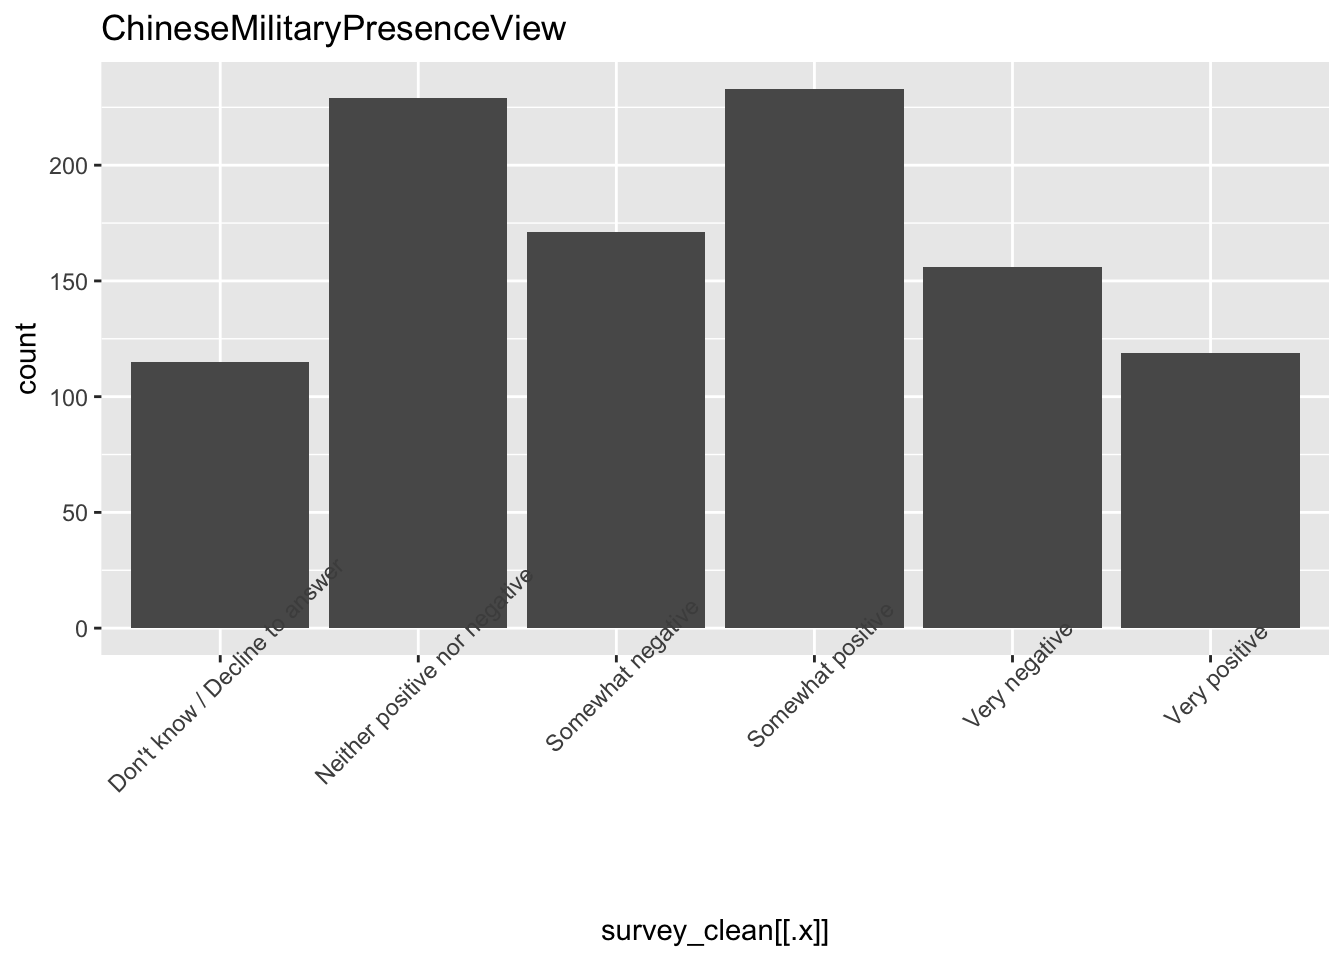 ChineseMilitaryPresenceView
count
200
150
100
50
0
Don't know / Decline to answer
Neither positive nor negative
Somewhat negative
Somewhat positive
Very negative
Very positive
survey_clean[[.x]]